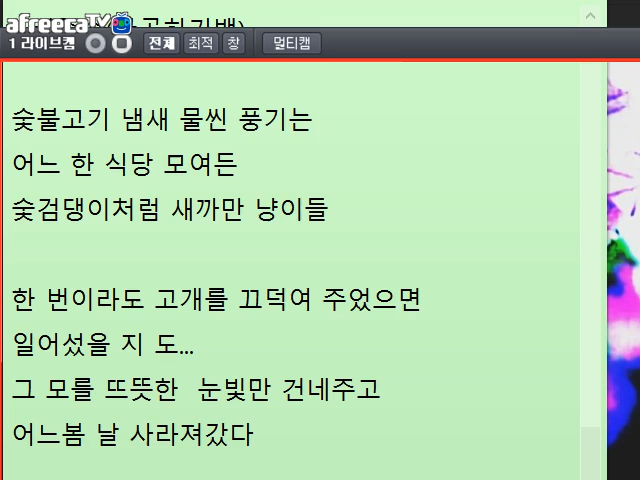 afreecaTV
1 라이브캠 전체 최적 창 멀티캠
숯불고기 냄새 물씬 풍기는
어느 한 식당 모여든
숯검댕이처럼 새까만 냥이들
한 번이라도 고개를 끄덕여 주었으면
일어섰을 지 도...
그 모를 뜨뜻한 눈빛만 건네주고
어느봄 날 사라져갔다